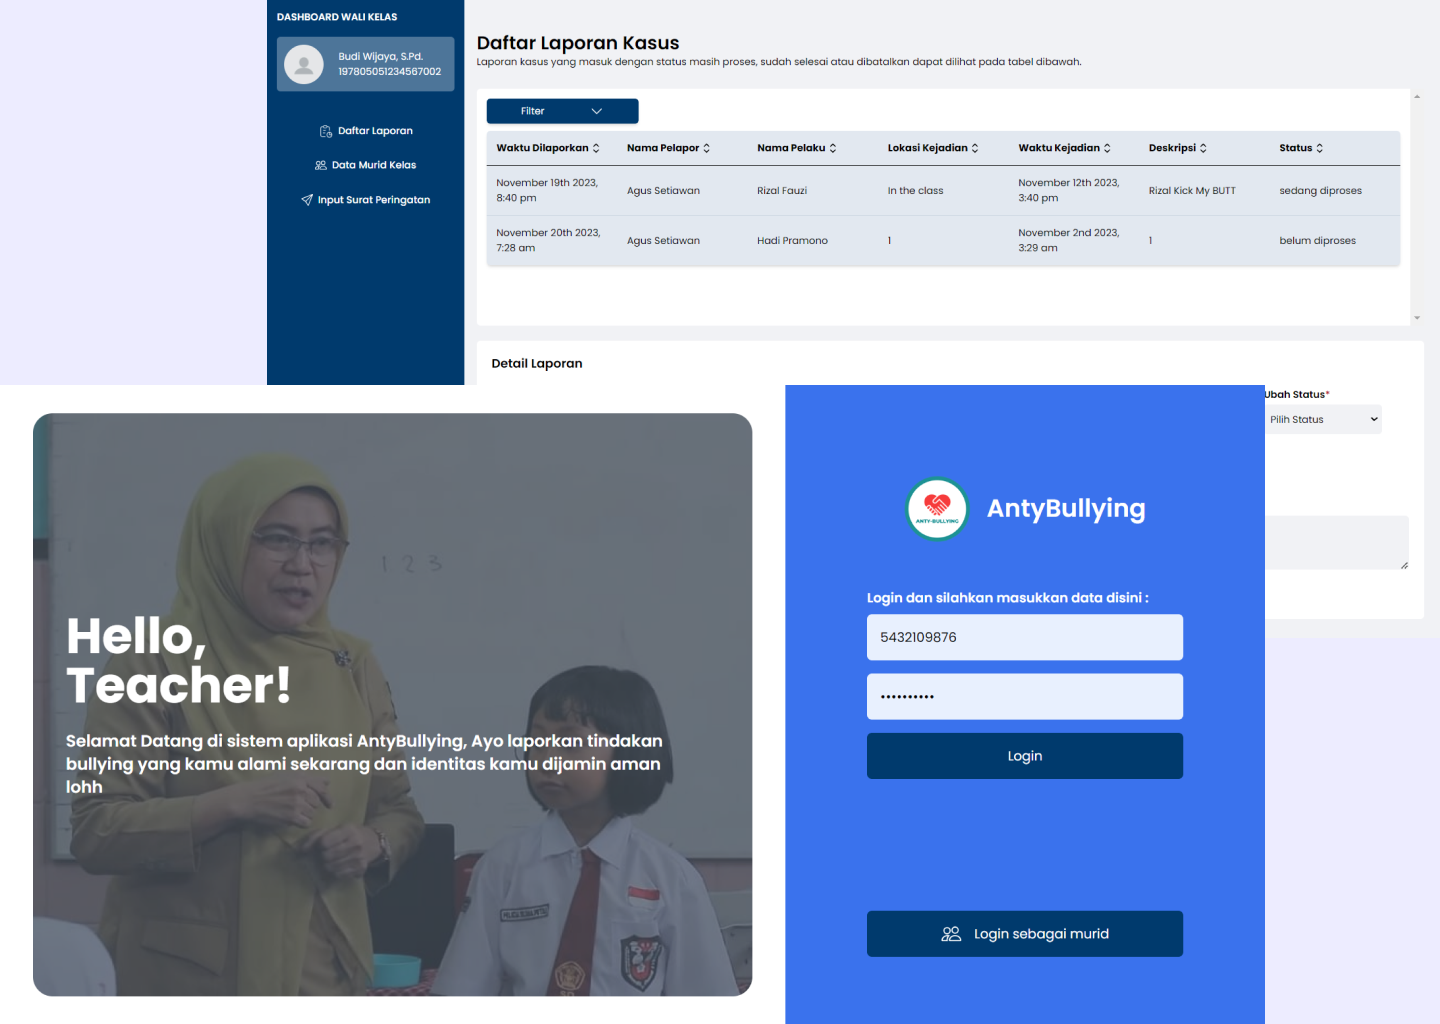 DASHBOARD WALI KELAS
Budi Wijaya, S.Pd.
197805051234567002
Daftar Laporan
Data Murid Kelas
Input Surat Peringatan
Daftar Laporan Kasus
Laporan kasus yang masuk dengan status masih proses, sudah selesai atau dibatalkan dapat dilihat pada tabel dibawah.
Filter
Waktu Dilaporkan Nama Pelapor Nama Pelaku Lokasi Kejadian Waktu Kejadian Deskripsi Status
November 19th 2023, 8:40 pm Agus Setiawan Rizal Fauzi In the class November 12th 2023, 3:40 pm Rizal Kick My BUTT sedang diproses
November 20th 2023, 7:28 am Agus Setiawan Hadi Pramono 1 November 2nd 2023, 3:29 am 1 belum diproses
Detail Laporan
Ubah Status*
Pilih Status
1 2 3
Hello,
Teacher!
Selamat Datang di sistem aplikasi AntyBullying, Ayo laporkan tindakan
bullying yang kamu alami sekarang dan identitas kamu dijamin aman
lohh
ANTY-BULLYING
AntyBullying
Login dan silahkan masukkan data disini :
5432109876
••••••••••
Login
Login sebagai murid